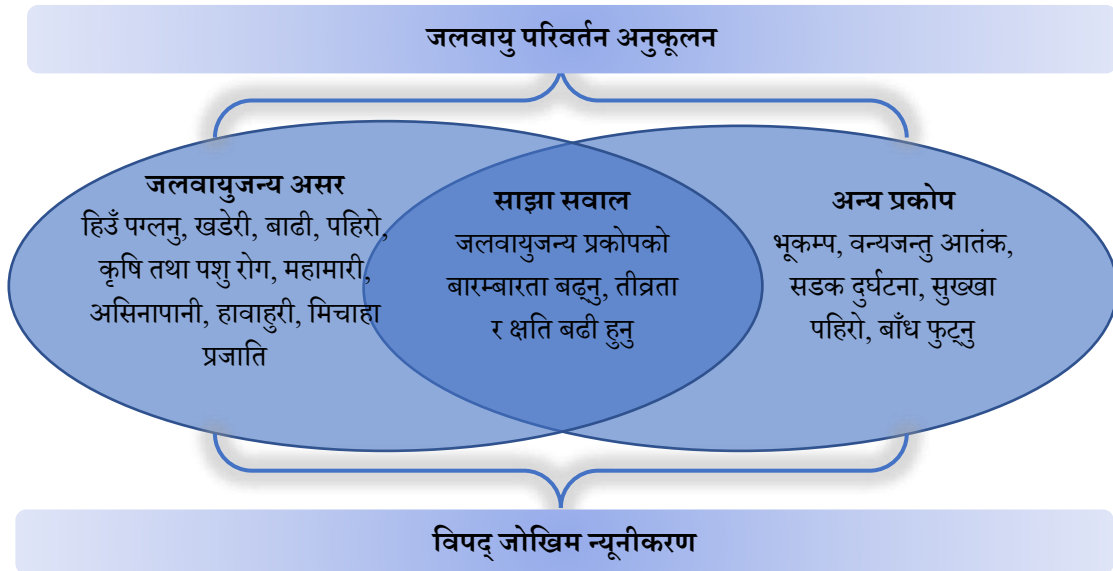 जलवायु परिवर्तन अनुकूलन
जलवायुजन्य असर
हिउँ पग्लनु, खडेरी, बाढी, पहिरो,
कृषि तथा पशु रोग, महामारी,
असिनापानी, हावाहुरी, मिचाहा
प्रजाति
साझा सवाल
जलवायुजन्य प्रकोपको
बारम्बारता बढ्नु, तीव्रता
र क्षति बढी हुनु
अन्य प्रकोप
भूकम्प, वन्यजन्तु आतंक,
सडक दुर्घटना, सुख्खा
पहिरो, बाँध फुट्नु
विपद् जोखिम न्यूनीकरण